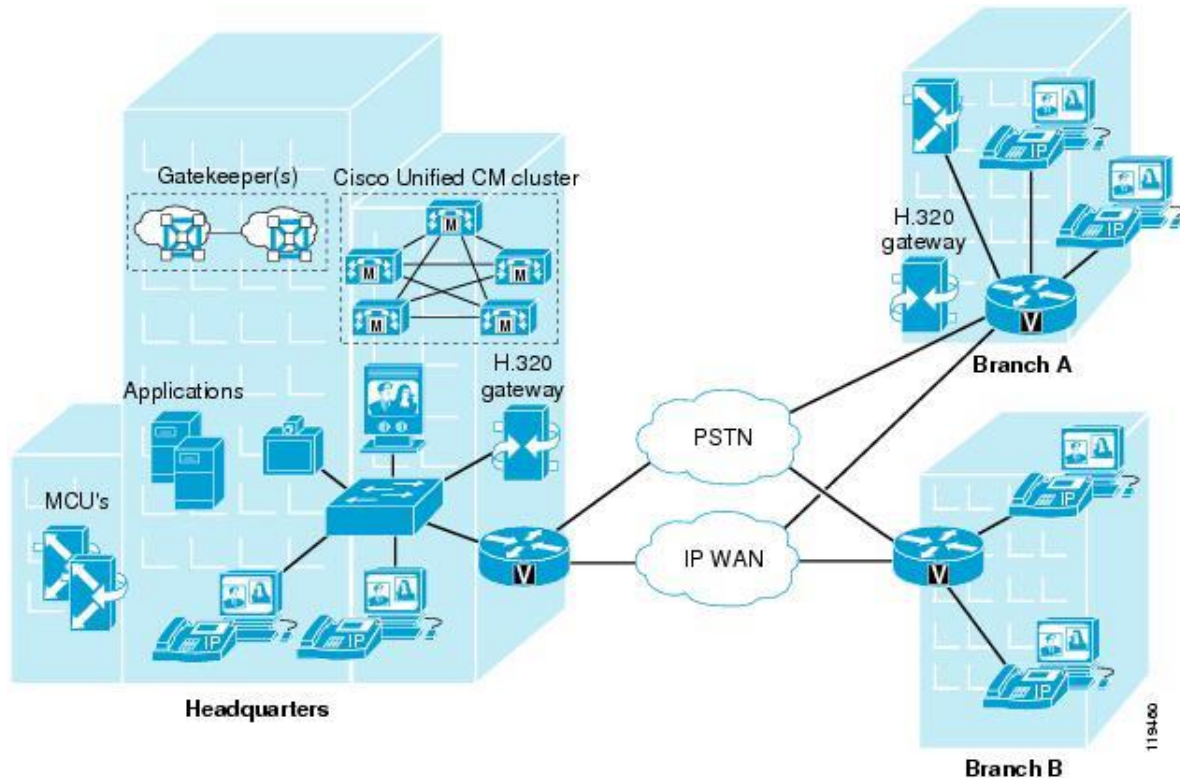 Gatekeeper(s)
Cisco Unified CM cluster
M
M
M
M
M
H.320
gateway
Applications
MCU's
IP
IP
V
Headquarters
PSTN
IP WAN
IP
IP
H.320
gateway
V
Branch A
IP
V
IP
Branch B
119460